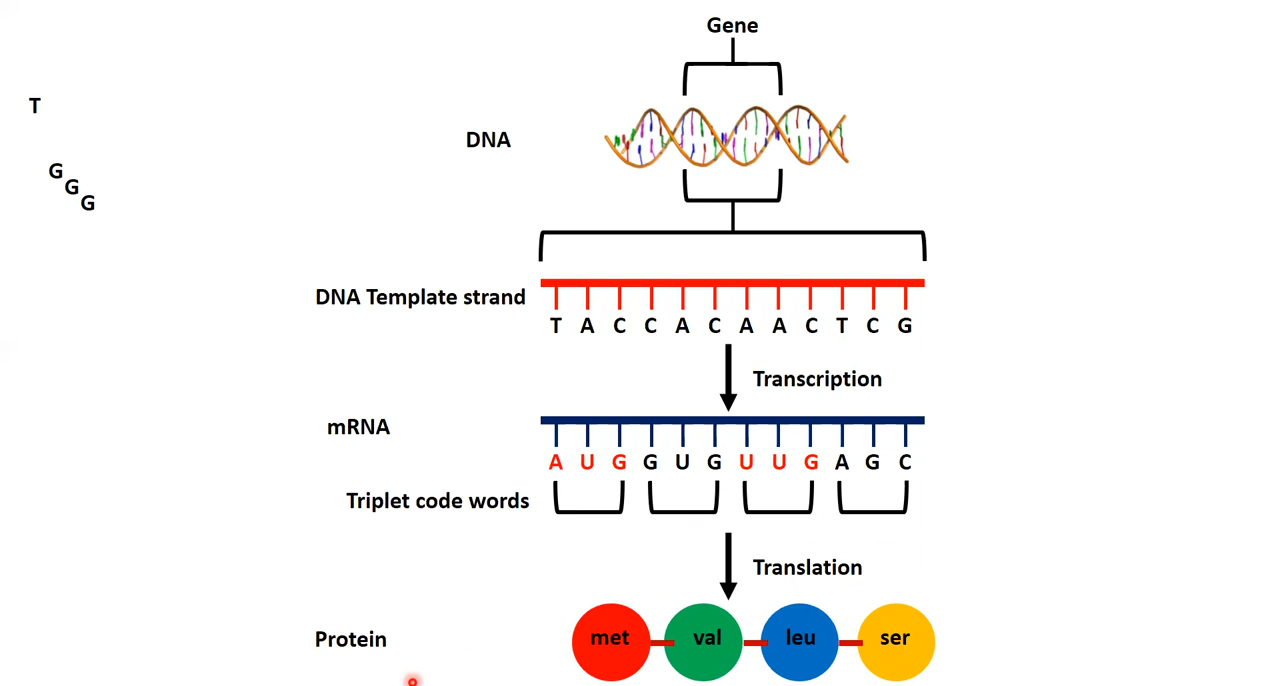 Gene
T
DNA
G
G
G
DNA Template strand
T A C C A C A A C T C G
Transcription
mRNA
A U G G U G U U G A G C
Triplet code words
Translation
Protein
met val leu ser